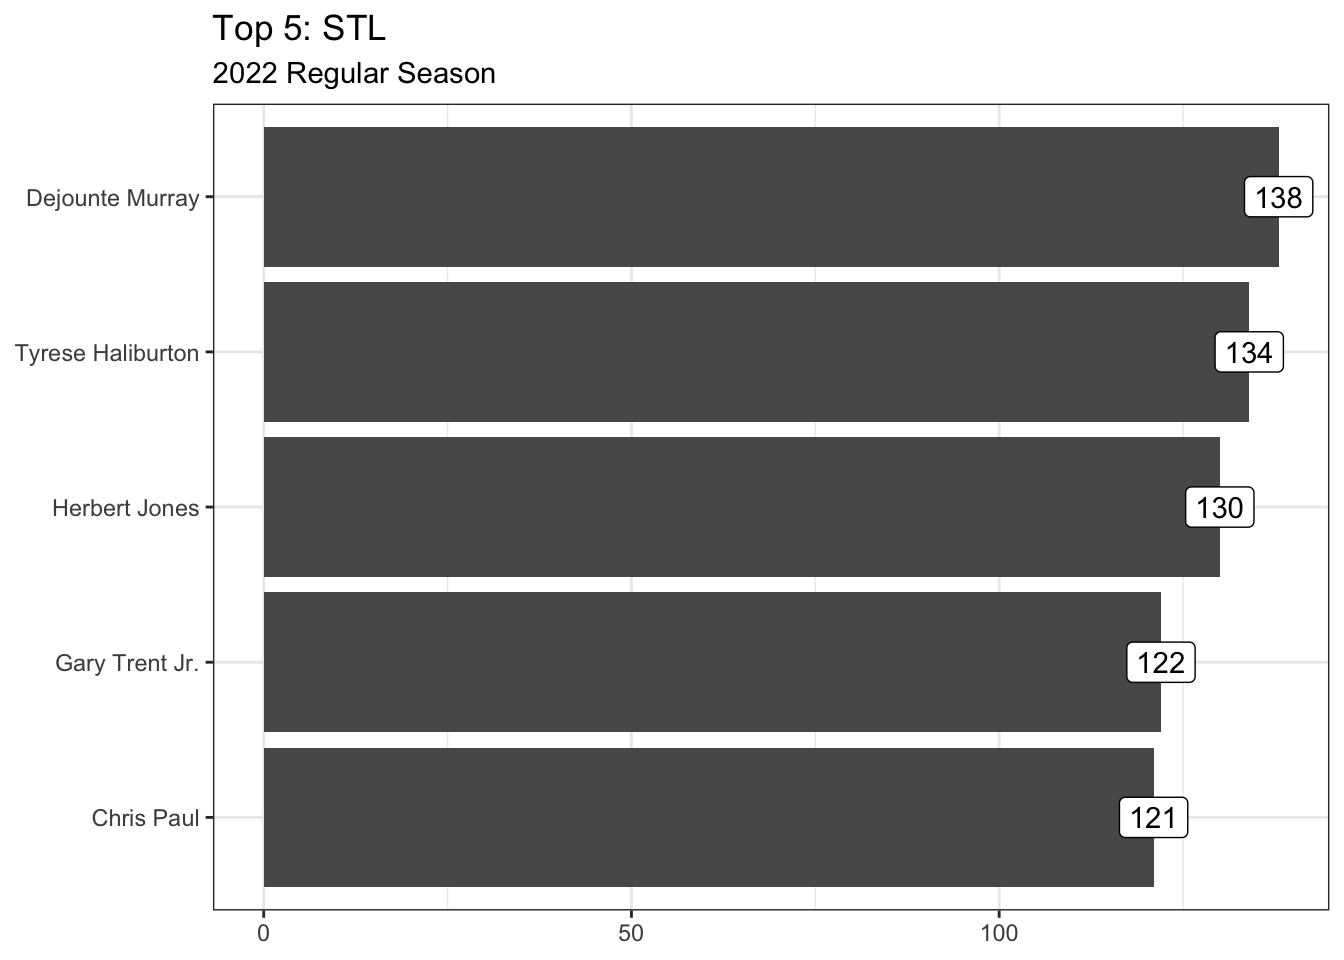 Top 5: STL
2022 Regular Season
Dejounte Murray 138
Tyrese Haliburton 134
Herbert Jones 130
Gary Trent Jr. 122
Chris Paul 121
0 50 100